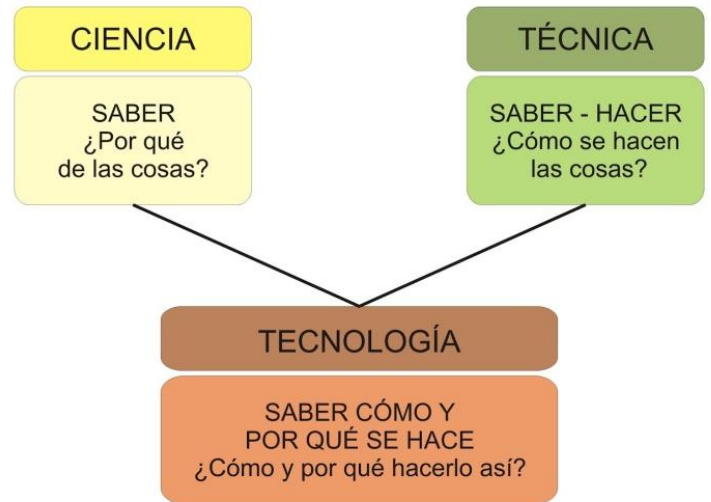 CIENCIA
SABER
¿Por qué
de las cosas?
TÉCNICA
SABER - HACER
¿Cómo se hacen
las cosas?
TECNOLOGÍA
SABER CÓMO Y
POR QUÉ SE HACE
¿Cómo y por qué hacerlo así?